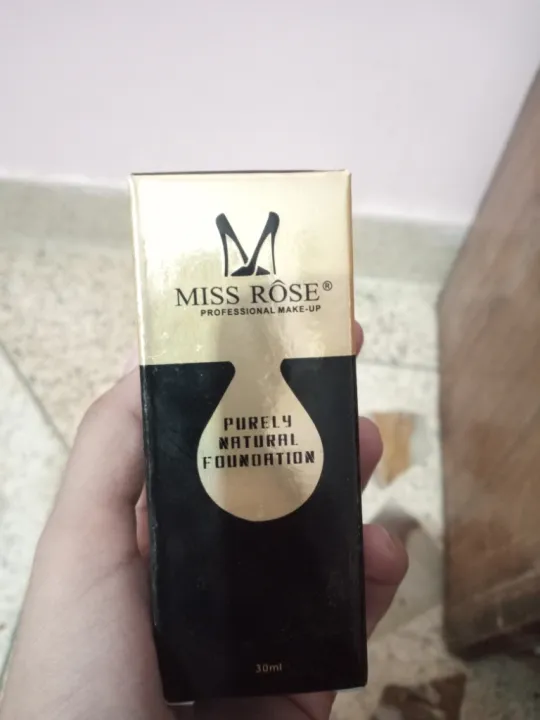 MISS RÔSE®
PROFESSIONAL MAKE-UP
PURELY
NATURAL
FOUNDATION
30ml